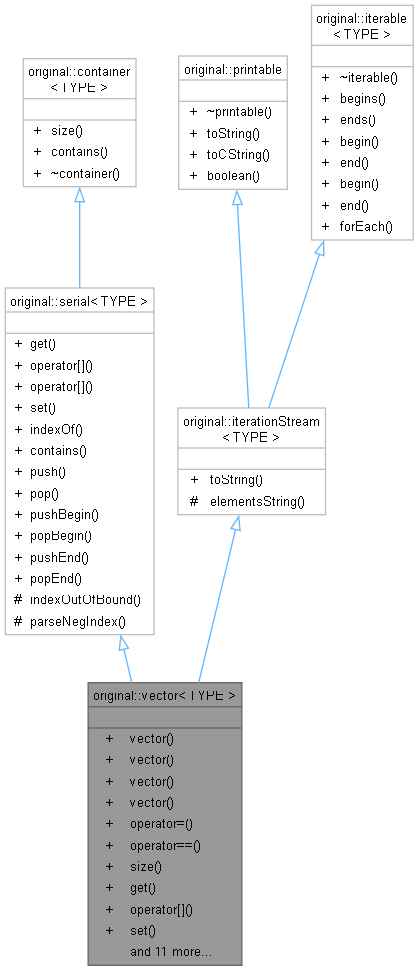 original::iterable
< TYPE >
+ ~iterable()
+ begins()
+ ends()
+ begin()
+ end()
+ begin()
+ end()
+ forEach()
original::container
< TYPE >
+ size()
+ contains()
+ ~container()
original::printable
+ ~printable()
+ toString()
+ toCString()
+ boolean()
original::serial< TYPE >
+ get()
+ operator[]()
+ operator[]()
+ set()
+ indexOf()
+ contains()
+ push()
+ pop()
+ pushBegin()
+ popBegin()
+ pushEnd()
+ popEnd()
# indexOutOfBound()
# parseNegIndex()
original::iterationStream
< TYPE >
+ toString()
# elementsString()
original::vector< TYPE >
+ vector()
+ vector()
+ vector()
+ vector()
+ operator=()
+ operator==()
+ size()
+ get()
+ operator[]()
+ set()
and 11 more...